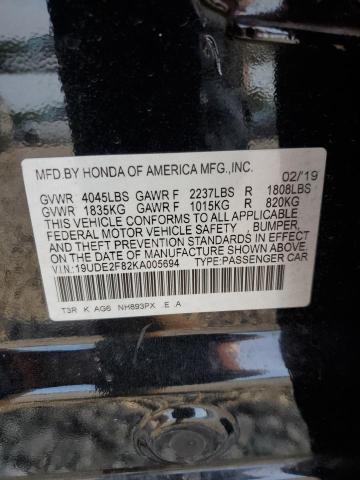 MFD.BY HONDA OF AMERICA MFG.,INC. 02/19
GVWR 4045LBS GAWR F 2237LBS R 1808LBS
GVWR 1835KG GAWR F 1015KG R 820KG
THIS VEHICLE CONFORMS TO ALL APPLICABLE
FEDERAL MOTOR VEHICLE SAFETY ,BUMPER,
AND THEFT PREVENTION STANDARDS IN EFFECT
ON THE DATE OF MANUFACTURE SHOWN ABOVE.
V.I.N:19UDE2F82KA005694 TYPE:PASSENGER CAR
T3R K AG6 NH893PX E .A